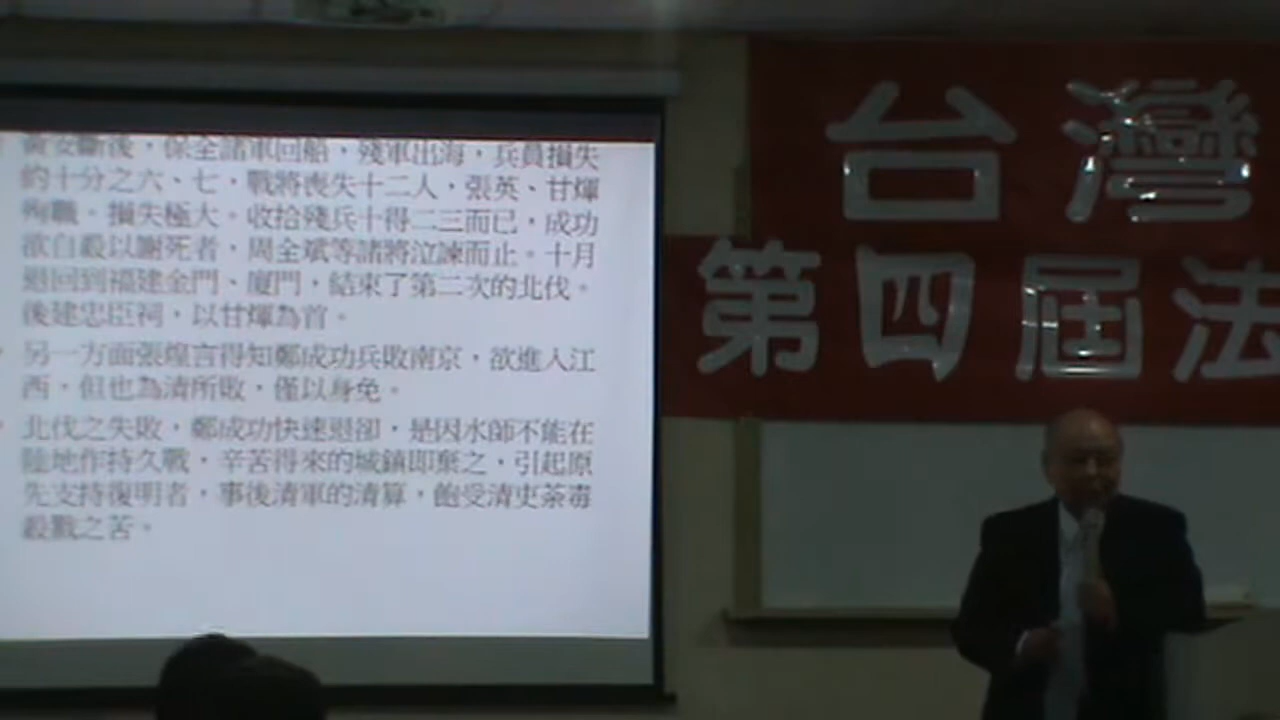 黃安斷後，保全諸軍回船，殘軍出海，兵員損失
約十分之六、七，戰將喪失十二人，張英、甘煇
殉職。損失極大。收拾殘兵十得二三而已，成功
欲自殺以謝死者，周全斌等諸將泣諫而止。十月
退回到福建金門、廈門，結束了第二次的北伐。
後建忠臣祠，以甘煇為首。
另一方面張煌言得知鄭成功兵敗南京，欲進入江
西，但也為清所敗，僅以身免。
北伐之失敗，鄭成功快速退卻，是因水師不能在
陸地作持久戰，辛苦得來的城鎮即棄之，引起原
先支持復明者，事後清軍的清算，飽受清吏荼毒
殺戮之苦。
台灣
第四屆法